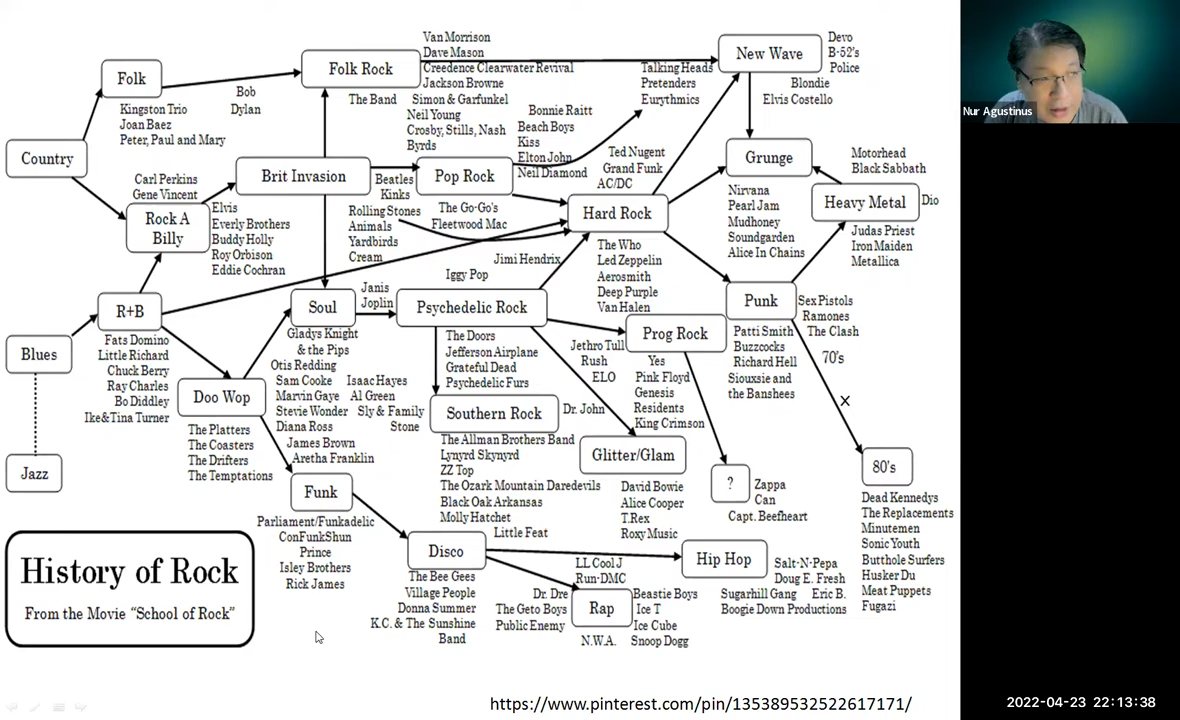 Folk
Kingston Trio
Joan Baez
Peter, Paul and Mary
Bob
Dylan
Folk Rock
The Band
Van Morrison
Dave Mason
Creedence Clearwater Revival
Jackson Browne
Simon & Garfunkel
Neil Young
Crosby, Stills, Nash
Byrds
New Wave
Devo
B-52's
Police
Blondie
Elvis Costello
Talking Heads
Pretenders
Eurythmics
Country
Carl Perkins
Gene Vincent
Rock A
Billy
Elvis
Everly Brothers
Buddy Holly
Roy Orbison
Eddie Cochran
Brit Invasion
Beatles
Kinks
Rolling Stones
Animals
Yardbirds
Cream
Pop Rock
The Go-Go's
Fleetwood Mac
Bonnie Raitt
Beach Boys
Kiss
Elton John
Neil Diamond
Ted Nugent
Grand Funk
AC/DC
Hard Rock
The Who
Led Zeppelin
Aerosmith
Deep Purple
Van Halen
Grunge
Nirvana
Pearl Jam
Mudhoney
Soundgarden
Alice In Chains
Motorhead
Black Sabbath
Heavy Metal
Dio
Judas Priest
Iron Maiden
Metallica
R+B
Fats Domino
Little Richard
Chuck Berry
Ray Charles
Bo Diddley
Ike&Tina Turner
Blues
Jazz
Soul
Janis
Joplin
Gladys Knight
& the Pips
Otis Redding
Sam Cooke
Marvin Gaye
Stevie Wonder
Diana Ross
James Brown
Aretha Franklin
Isaac Hayes
Al Green
Sly & Family
Stone
Iggy Pop
Jimi Hendrix
Psychedelic Rock
The Doors
Jefferson Airplane
Grateful Dead
Psychedelic Furs
Prog Rock
Jethro Tull
Rush
ELO
Yes
Pink Floyd
Genesis
Residents
King Crimson
Punk
Sex Pistols
Ramones
The Clash
70's
Patti Smith
Buzzcocks
Richard Hell
Siouxsie and
the Banshees
x
Doo Wop
The Platters
The Coasters
The Drifters
The Temptations
Southern Rock
Dr. John
The Allman Brothers Band
Lynyrd Skynyrd
ZZ Top
The Ozark Mountain Daredevils
Black Oak Arkansas
Molly Hatchet
Little Feat
Glitter/Glam
David Bowie
Alice Cooper
T.Rex
Roxy Music
?
Zappa
Can
Capt. Beefheart
80's
Dead Kennedys
The Replacements
Minutemen
Sonic Youth
Butthole Surfers
Husker Du
Meat Puppets
Fugazi
Funk
Parliament/Funkadelic
ConFunkShun
Prince
Isley Brothers
Rick James
Disco
The Bee Gees
Village People
Donna Summer
K.C. & The Sunshine
Band
Hip Hop
Salt-N-Pepa
Doug E. Fresh
Sugarhill Gang
Eric B.
Boogie Down Productions
LL Cool J
Run-DMC
Rap
Dr. Dre
The Geto Boys
Public Enemy
N.W.A.
Beastie Boys
Ice T
Ice Cube
Snoop Dogg
History of Rock
From the Movie "School of Rock"
https://www.pinterest.com/pin/135389532522617171/
Nur Agustinus
2022-04-23 22:13:38